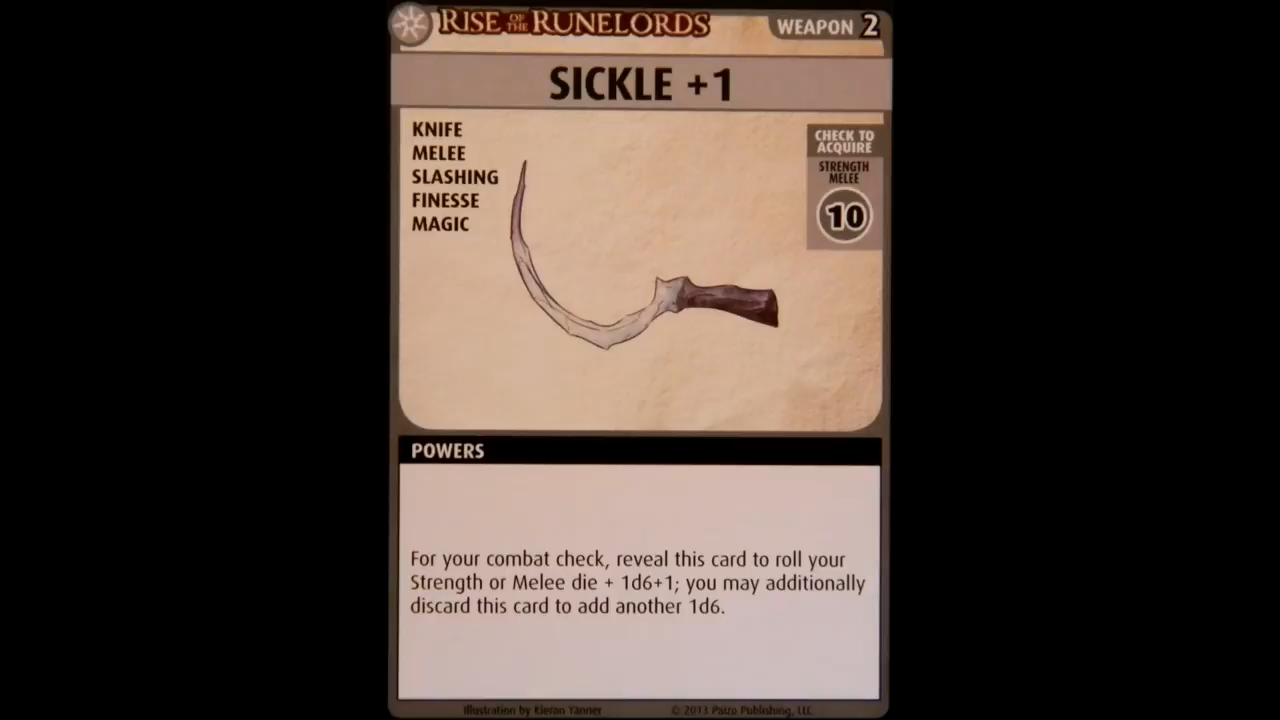 RISE OF THE RUNELORDS
WEAPON 2
SICKLE +1
KNIFE
MELEE
SLASHING
FINESSE
MAGIC
CHECK TO
ACQUIRE
STRENGTH
MELEE
10
POWERS
For your combat check, reveal this card to roll your
Strength or Melee die + 1d6+1; you may additionally
discard this card to add another 1d6.
Illustration by Kieran Yanner
© 2013 Paizo Publishing, LLC